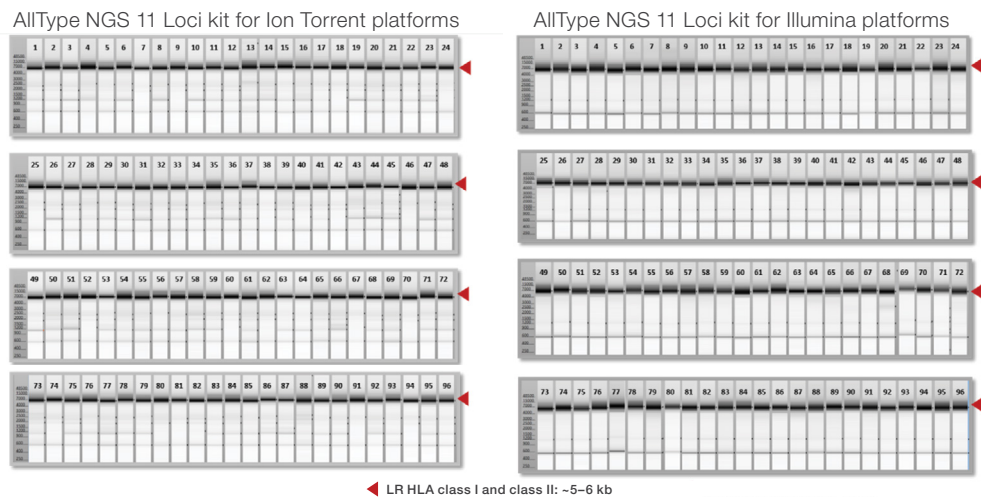 AllType NGS 11 Loci kit for Ion Torrent platforms
1 2 3 4 5 6 7 8 9 10 11 12 13 14 15 16 17 18 19 20 21 22 23 24
25 26 27 28 29 30 31 32 33 34 35 36 37 38 39 40 41 42 43 44 45 46 47 48
49 50 51 52 53 54 55 56 57 58 59 60 61 62 63 64 65 66 67 68 69 70 71 72
73 74 75 76 77 78 79 80 81 82 83 84 85 86 87 88 89 90 91 92 93 94 95 96
AllType NGS 11 Loci kit for Illumina platforms
1 2 3 4 5 6 7 8 9 10 11 12 13 14 15 16 17 18 19 20 21 22 23 24
25 26 27 28 29 30 31 32 33 34 35 36 37 38 39 40 41 42 43 44 45 46 47 48
49 50 51 52 53 54 55 56 57 58 59 60 61 62 63 64 65 66 67 68 69 70 71 72
73 74 75 76 77 78 79 80 81 82 83 84 85 86 87 88 89 90 91 92 93 94 95 96
LR HLA class I and class II: ~5–6 kb